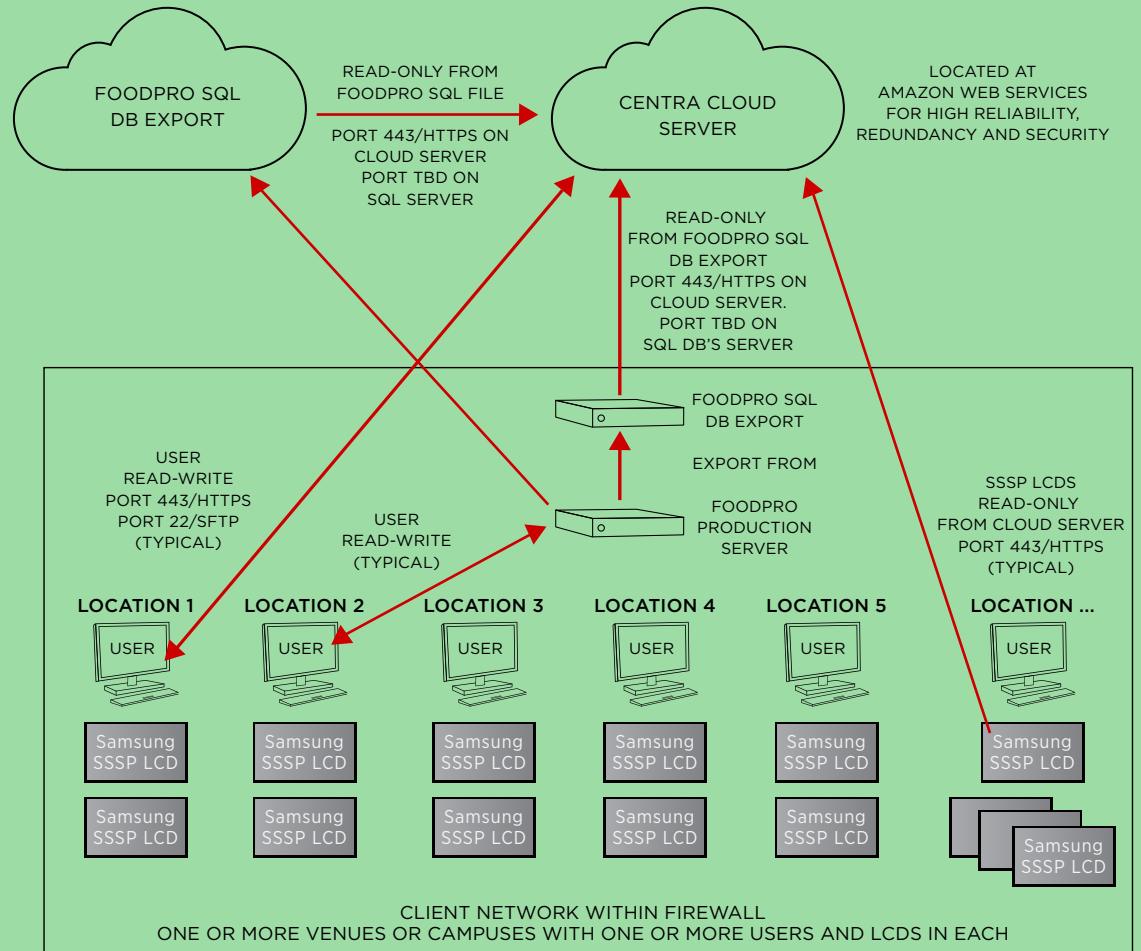 FOODPRO SQL
DB EXPORT
READ-ONLY FROM
FOODPRO SQL FILE
PORT 443/HTTPS ON
CLOUD SERVER
PORT TBD ON
SQL SERVER
CENTRA CLOUD
SERVER
LOCATED AT
AMAZON WEB SERVICES
FOR HIGH RELIABILITY,
REDUNDANCY AND SECURITY
READ-ONLY
FROM FOODPRO SQL
DB EXPORT
PORT 443/HTTPS ON
CLOUD SERVER.
PORT TBD ON
SQL DB'S SERVER
FOODPRO SQL
DB EXPORT
EXPORT FROM
FOODPRO
PRODUCTION
SERVER
USER
READ-WRITE
PORT 443/HTTPS
PORT 22/SFTP
(TYPICAL)
USER
READ-WRITE
(TYPICAL)
SSSP LCDS
READ-ONLY
FROM CLOUD SERVER
PORT 443/HTTPS
(TYPICAL)
LOCATION 1
USER
Samsung
SSSP LCD
Samsung
SSSP LCD
LOCATION 2
USER
Samsung
SSSP LCD
Samsung
SSSP LCD
LOCATION 3
USER
Samsung
SSSP LCD
Samsung
SSSP LCD
LOCATION 4
USER
Samsung
SSSP LCD
Samsung
SSSP LCD
LOCATION 5
USER
Samsung
SSSP LCD
Samsung
SSSP LCD
LOCATION ...
USER
Samsung
SSSP LCD
Samsung
SSSP LCD
CLIENT NETWORK WITHIN FIREWALL
ONE OR MORE VENUES OR CAMPUSES WITH ONE OR MORE USERS AND LCDS IN EACH